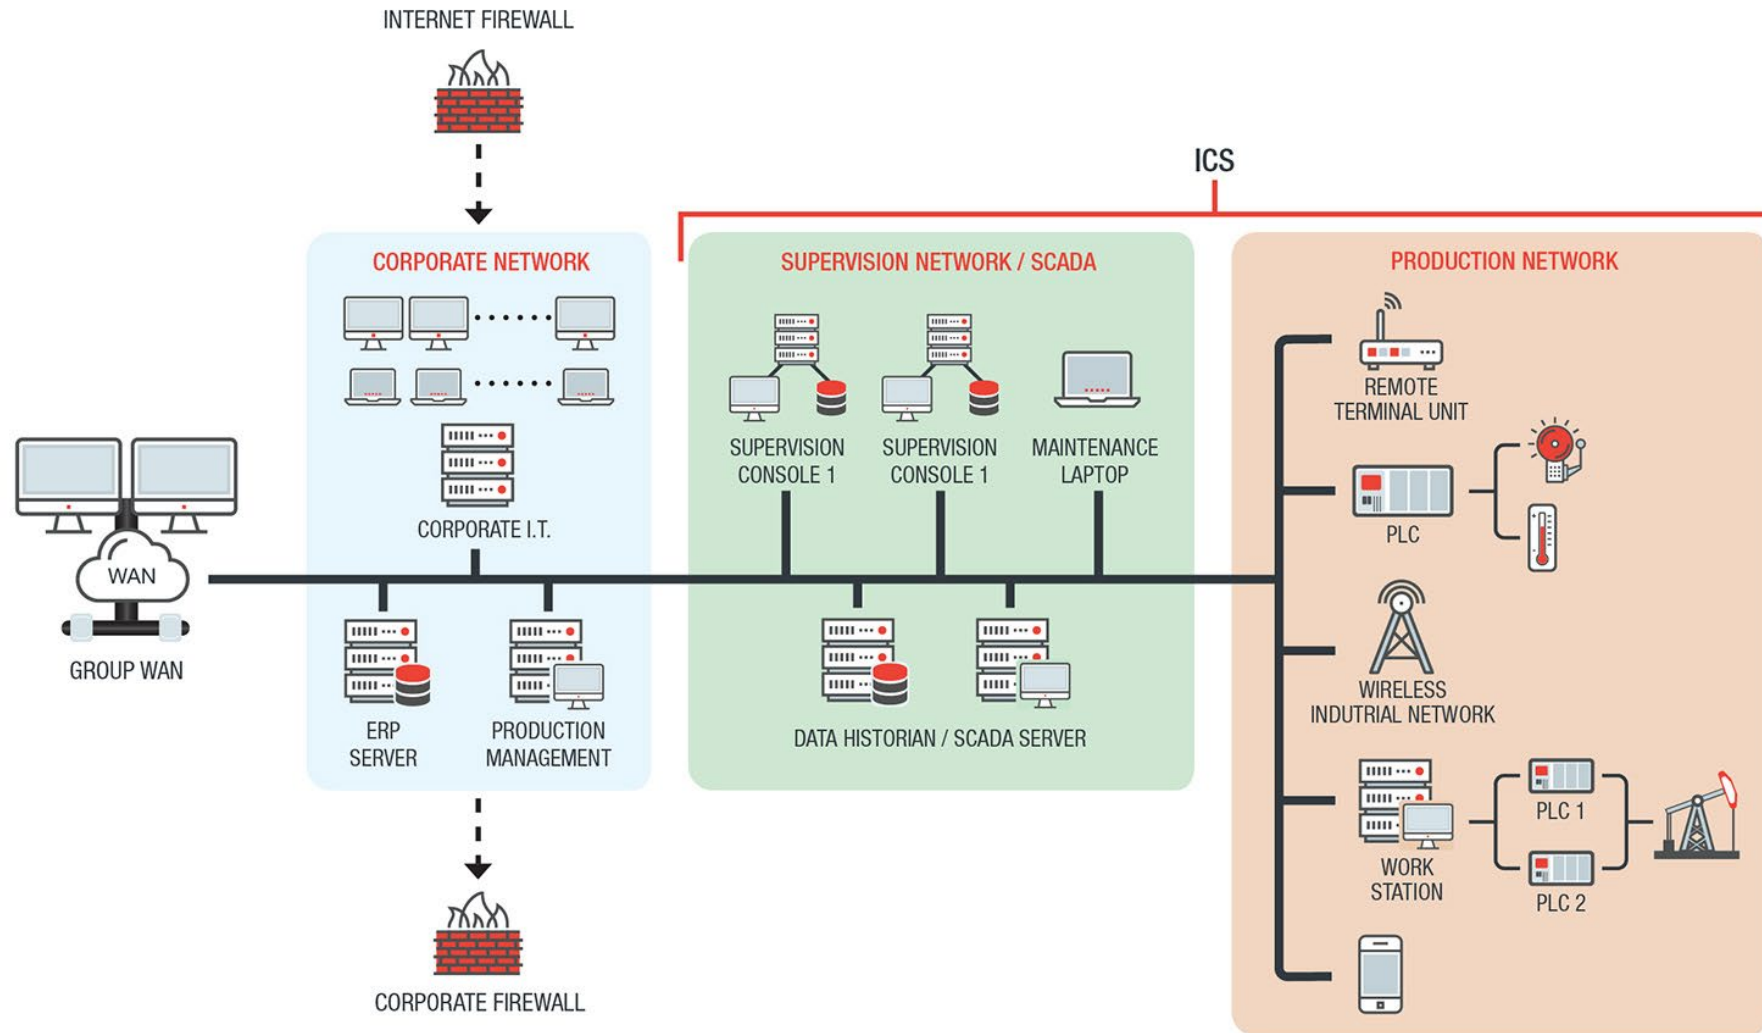 INTERNET FIREWALL
ICS
CORPORATE NETWORK
CORPORATE I.T.
WAN
GROUP WAN
ERP
SERVER
PRODUCTION
MANAGEMENT
CORPORATE FIREWALL
SUPERVISION NETWORK / SCADA
SUPERVISION
CONSOLE 1
SUPERVISION
CONSOLE 1
MAINTENANCE
LAPTOP
DATA HISTORIAN / SCADA SERVER
PRODUCTION NETWORK
REMOTE
TERMINAL UNIT
PLC
WIRELESS
INDUTRIAL NETWORK
WORK
STATION
PLC 1
PLC 2